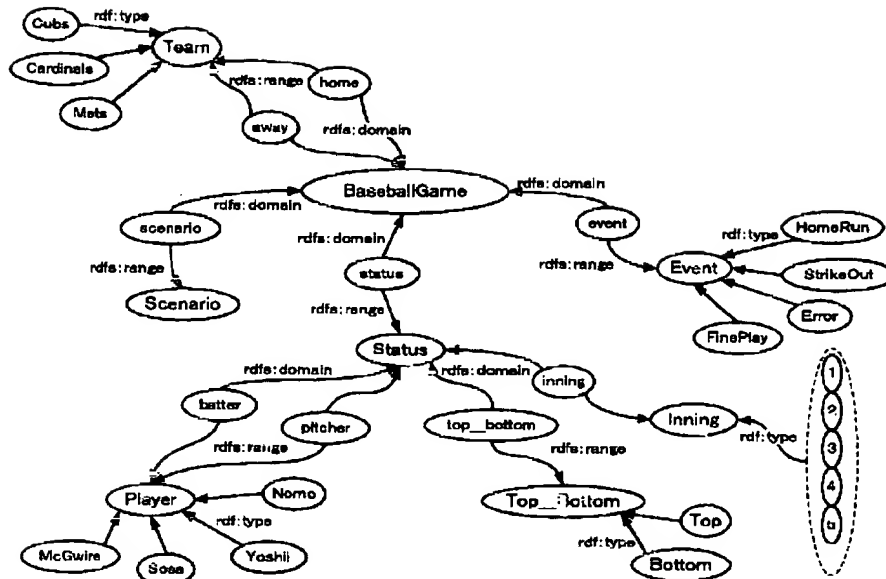 Cubs
rdf:type
Team
Cardinals
rdfs:range
home
Mets
away
rdfs:domain
BaseballGame
rdfs:domain
rdfs:domain
scenario
event
HomeRun
rdf:type
rdfs:domain
rdfs:range
status
rdfs:range
Event
StrikeOut
Scenario
rdfs:range
Error
FinePlay
Status
rdfs:domain
rdfs:domain
inning
1
batter
2
pitcher
top_bottom
Inning
rdf:type
rdfs:range
rdfs:range
3
Nomo
4
Player
Top_Bottom
rdf:type
Top
McGwire
Sosa
Yoshii
rdf:type
Bottom